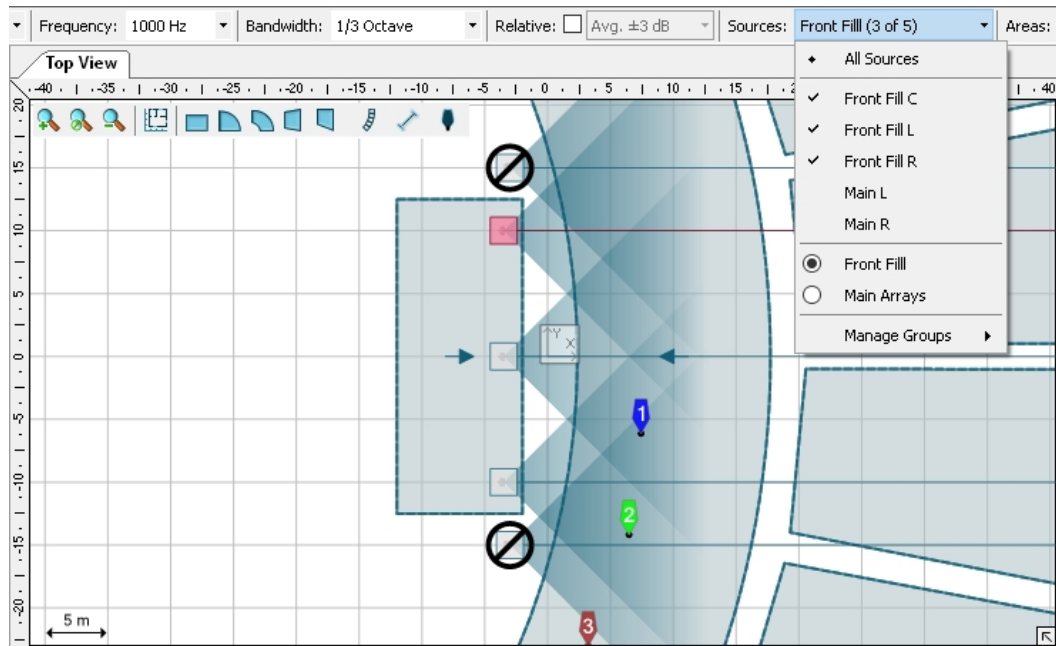 Frequency: 1000 Hz Bandwidth: 1/3 Octave Relative: Avg. ±3 dB Sources: Front Filll (3 of 5) Areas:
Top View
All Sources
-40 -35 -30 -25 -20 -15 -10 -5 0 5 10 15 40
Front Fill C
Front Fill L
Front Fill R
Main L
Main R
Front Filll
Main Arrays
Manage Groups
20
15
10
5
0
-5
-10
-15
-20
Y
X
1
2
3
5 m